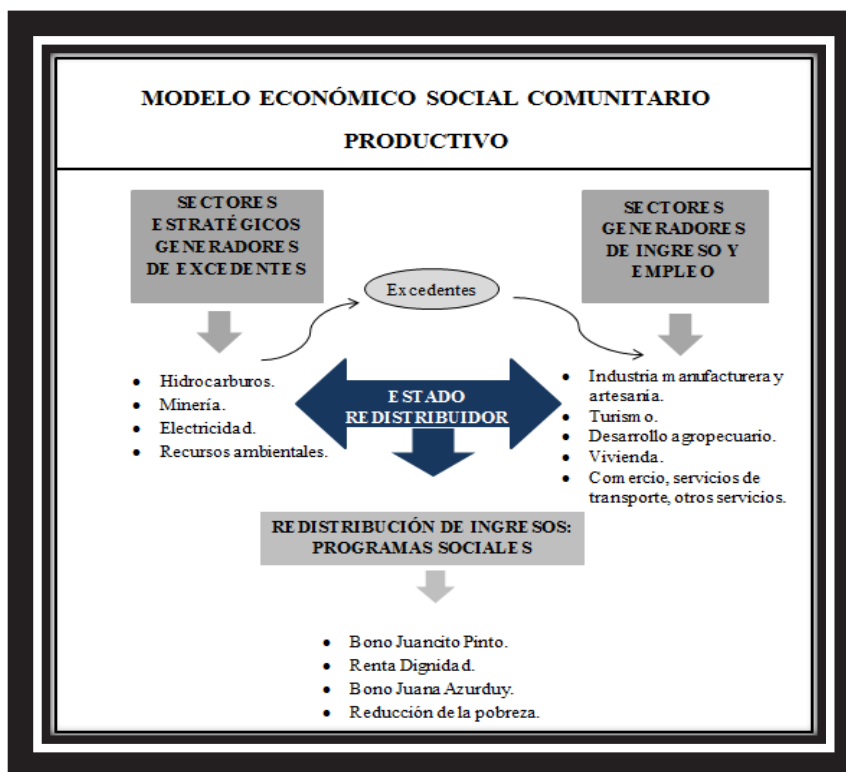 MODELO ECONÓMICO SOCIAL COMUNITARIO
PRODUCTIVO
SECTORES
ESTRATÉGICOS
GENERADORES
DE EXCEDENTES
SECTORES
GENERADORES
DE INGRESO Y
EMPLEO
Excedentes
• Hidrocarburos.
• Minería.
• Electricidad.
• Recursos ambientales.
ESTADO
REDISTRIBUIDOR
• Industria manufacturera y
artesanía.
• Turismo.
• Desarrollo agropecuario.
• Vivienda.
• Comercio, servicios de
transporte, otros servicios.
REDISTRIBUCIÓN DE INGRESOS:
PROGRAMAS SOCIALES
• Bono Juancito Pinto.
• Renta Dignidad.
• Bono Juana Azurduy.
• Reducción de la pobreza.